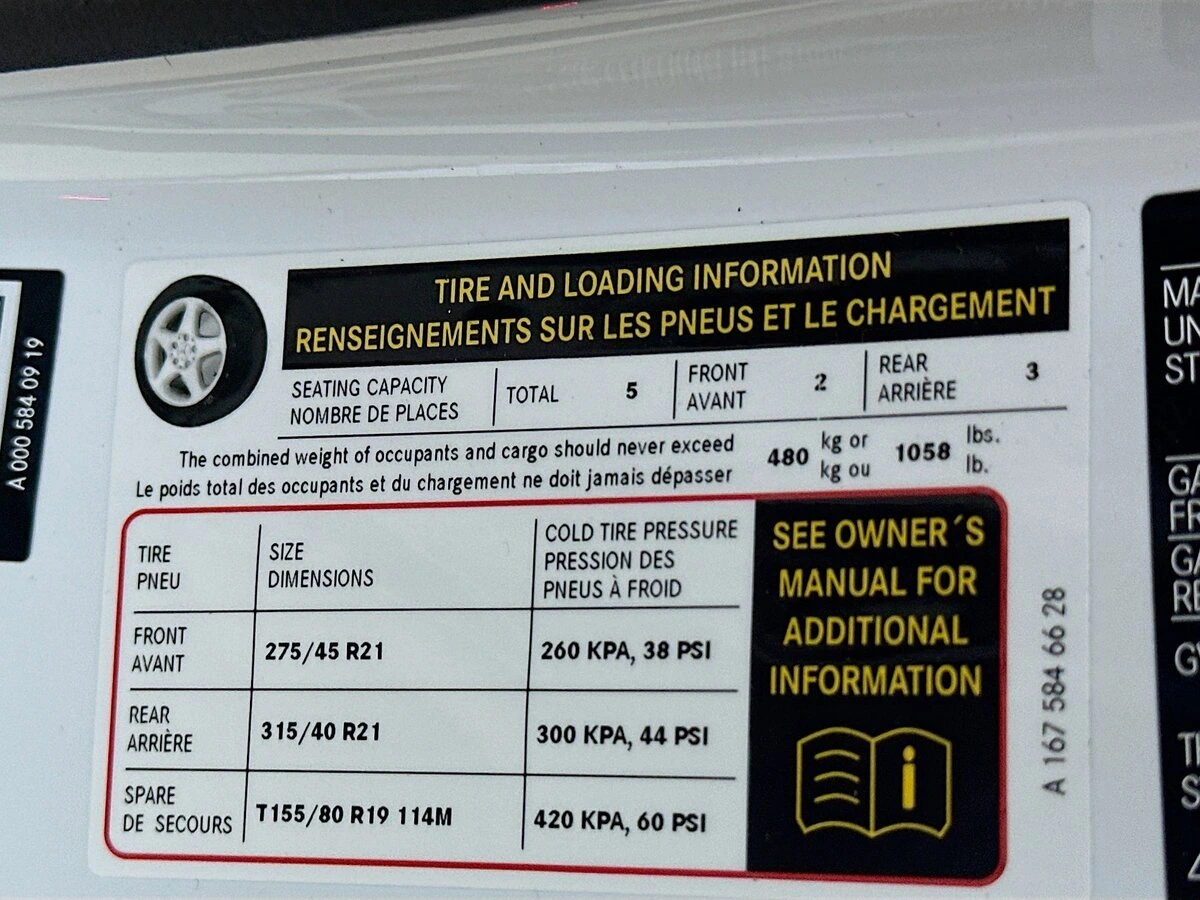 A 000 584 09 19
TIRE AND LOADING INFORMATION
RENSEIGNEMENTS SUR LES PNEUS ET LE CHARGEMENT
SEATING CAPACITY
NOMBRE DE PLACES
TOTAL 5
FRONT
AVANT 2
REAR
ARRIÈRE 3
The combined weight of occupants and cargo should never exceed 480 kg or 1058 lbs.
Le poids total des occupants et du chargement ne doit jamais dépasser kg ou lb.
TIRE
PNEU
SIZE
DIMENSIONS
COLD TIRE PRESSURE
PRESSION DES
PNEUS À FROID
FRONT
AVANT
275/45 R21
260 KPA, 38 PSI
REAR
ARRIÈRE
315/40 R21
300 KPA, 44 PSI
SPARE
DE SECOURS
T155/80 R19 114M
420 KPA, 60 PSI
SEE OWNER´S
MANUAL FOR
ADDITIONAL
INFORMATION
A 167 584 66 28